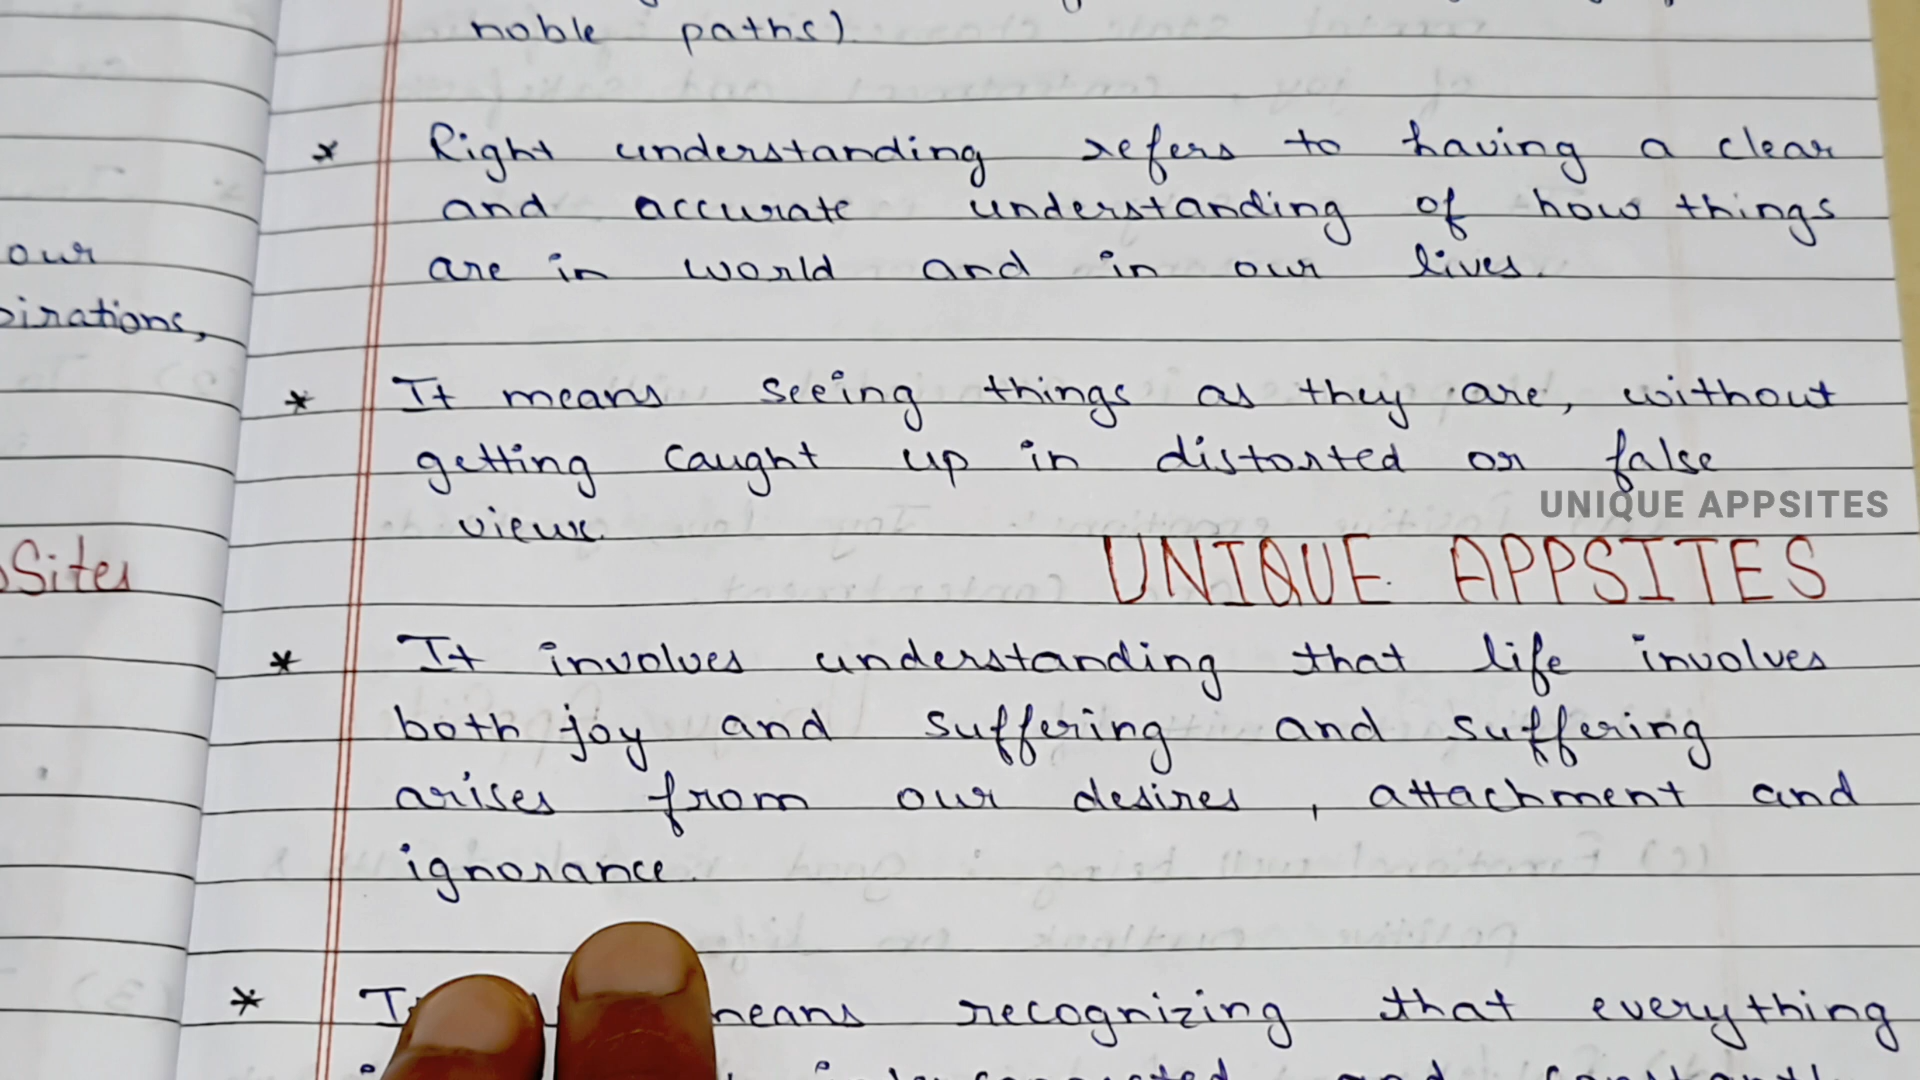 noble paths)
* Right understanding refers to having a clear
and accurate understanding of how things
are in world and in our lives.
our
pirations,
* It means seeing things as they are, without
getting caught up in distorted or false
views.
UNIQUE APPSITES
UNIQUE APPSITES
Sites
* It involves understanding that life involves
both joy and suffering and suffering
arises from our desires, attachment and
ignorance.
* means recognizing that everything
and